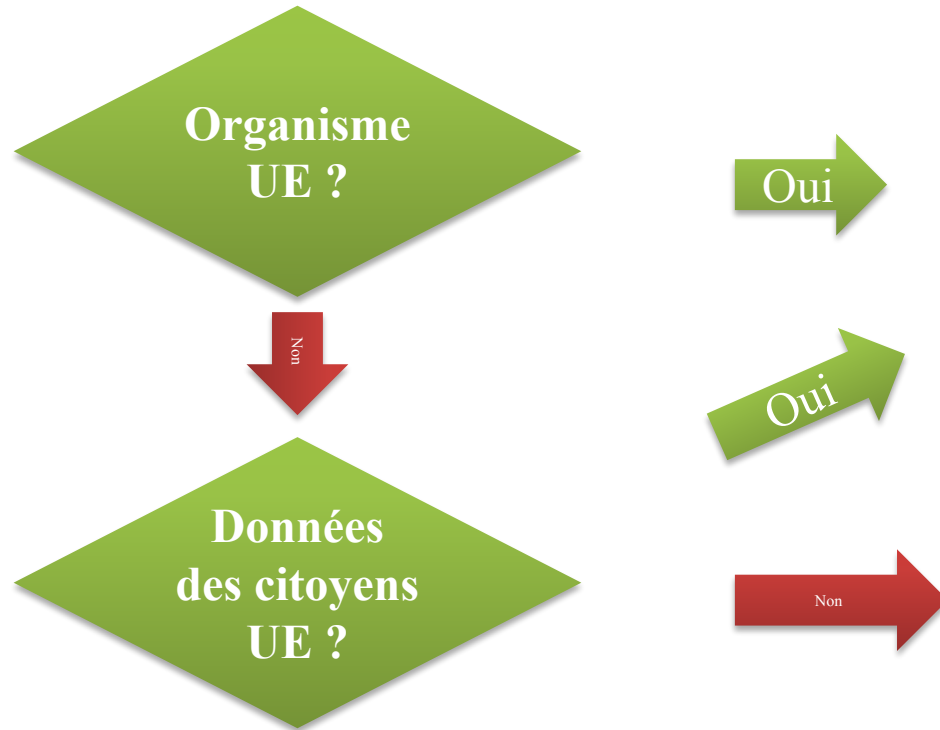 Organisme
UE ?
Oui
Non
Oui
Données
des citoyens
UE ?
Non